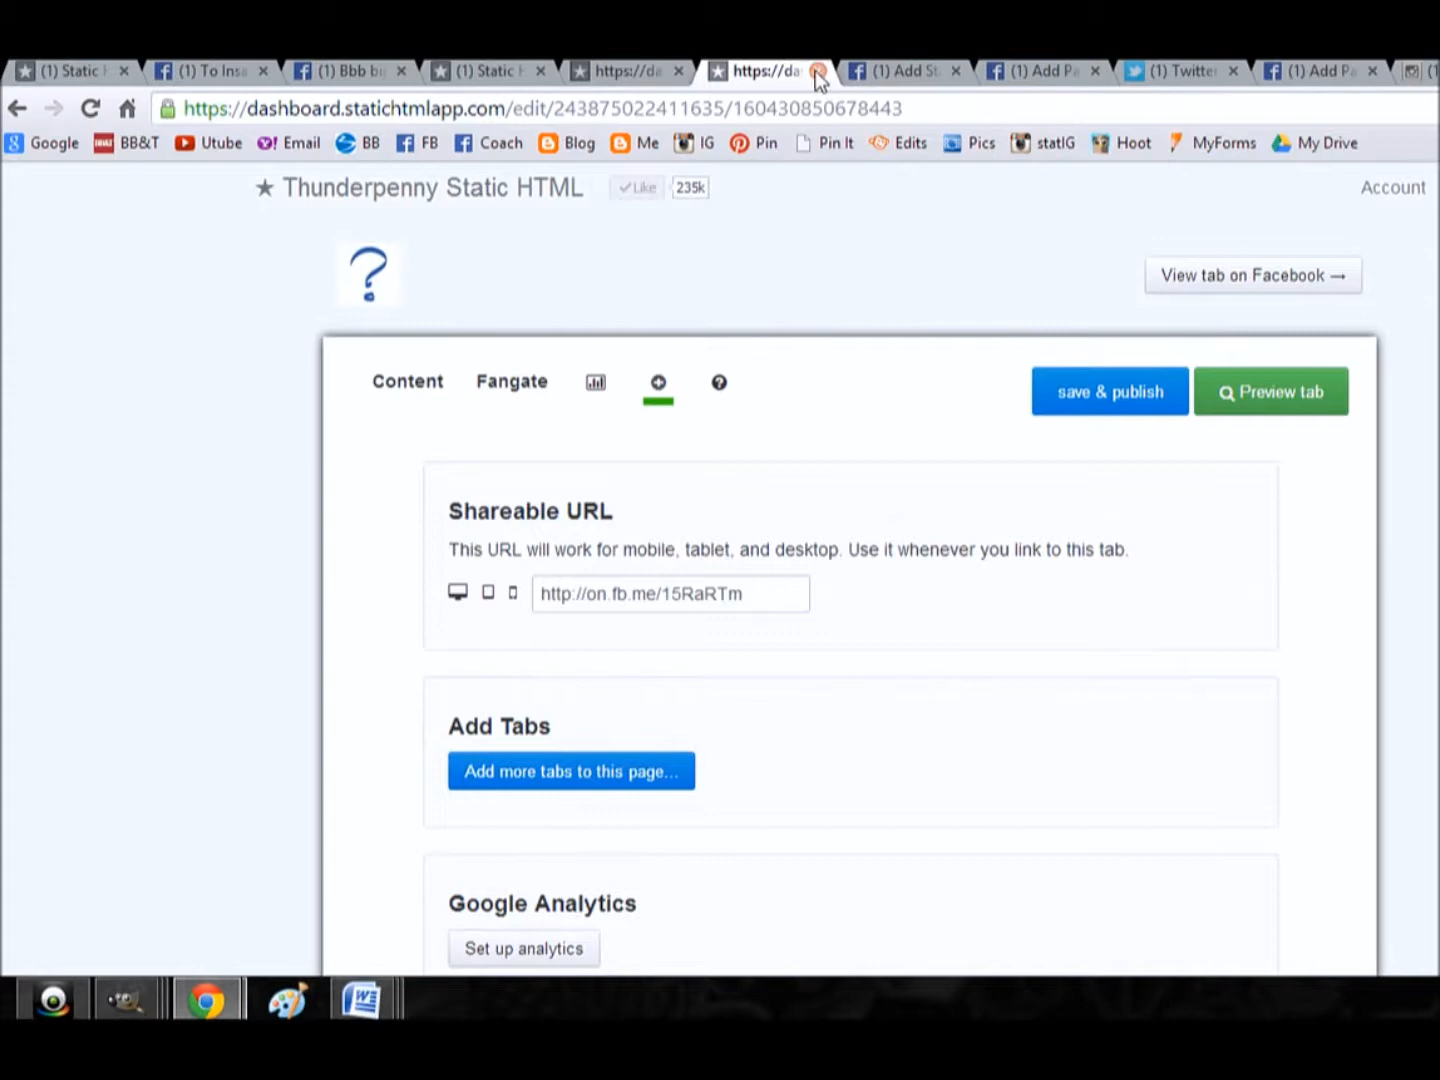 (1) Static
(1) To Ins
(1) Bbb b
(1) Static
https://da
https://da
(1) Add St
(1) Add Pa
(1) Twitter
(1) Add Pa
https://dashboard.statichtmlapp.com/edit/243875022411635/160430850678443
Google BB&T Utube Email BB FB Coach Blog Me IG Pin Pin It Edits Pics statIG Hoot MyForms My Drive
Thunderpenny Static HTML Like 235k Account
?
View tab on Facebook →
Content Fangate save & publish Preview tab
Shareable URL
This URL will work for mobile, tablet, and desktop. Use it whenever you link to this tab.
http://on.fb.me/15RaRTm
Add Tabs
Add more tabs to this page...
Google Analytics
Set up analytics